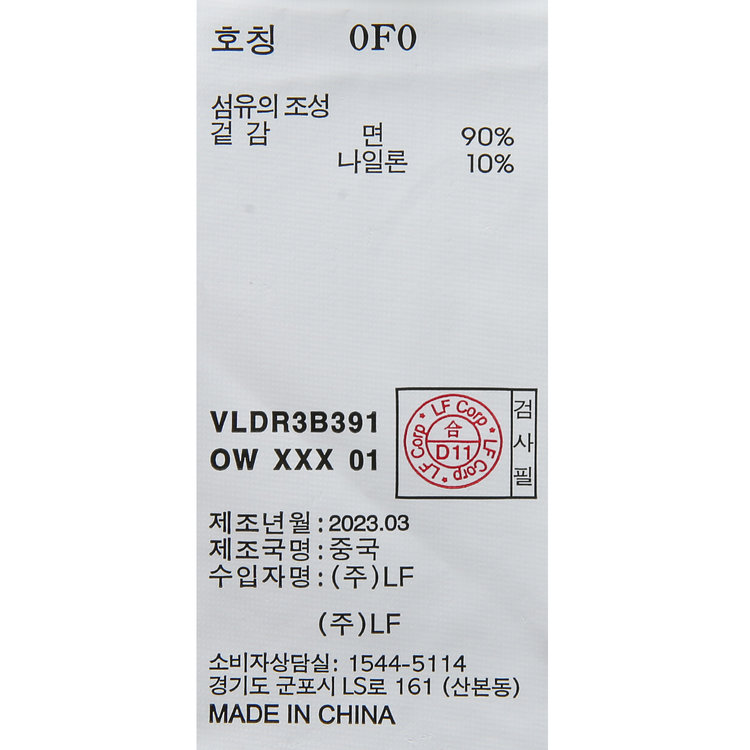 호칭 0F0
섬유의 조성
겉 감 면 90%
나일론 10%
VLDR3B391
OW XXX 01
LF Corp * LF Corp * LF Corp *
合
D11
검사필
제조년월 : 2023.03
제조국명 : 중국
수입자명 : (주)LF
(주)LF
소비자상담실: 1544-5114
경기도 군포시 LS로 161 (산본동)
MADE IN CHINA